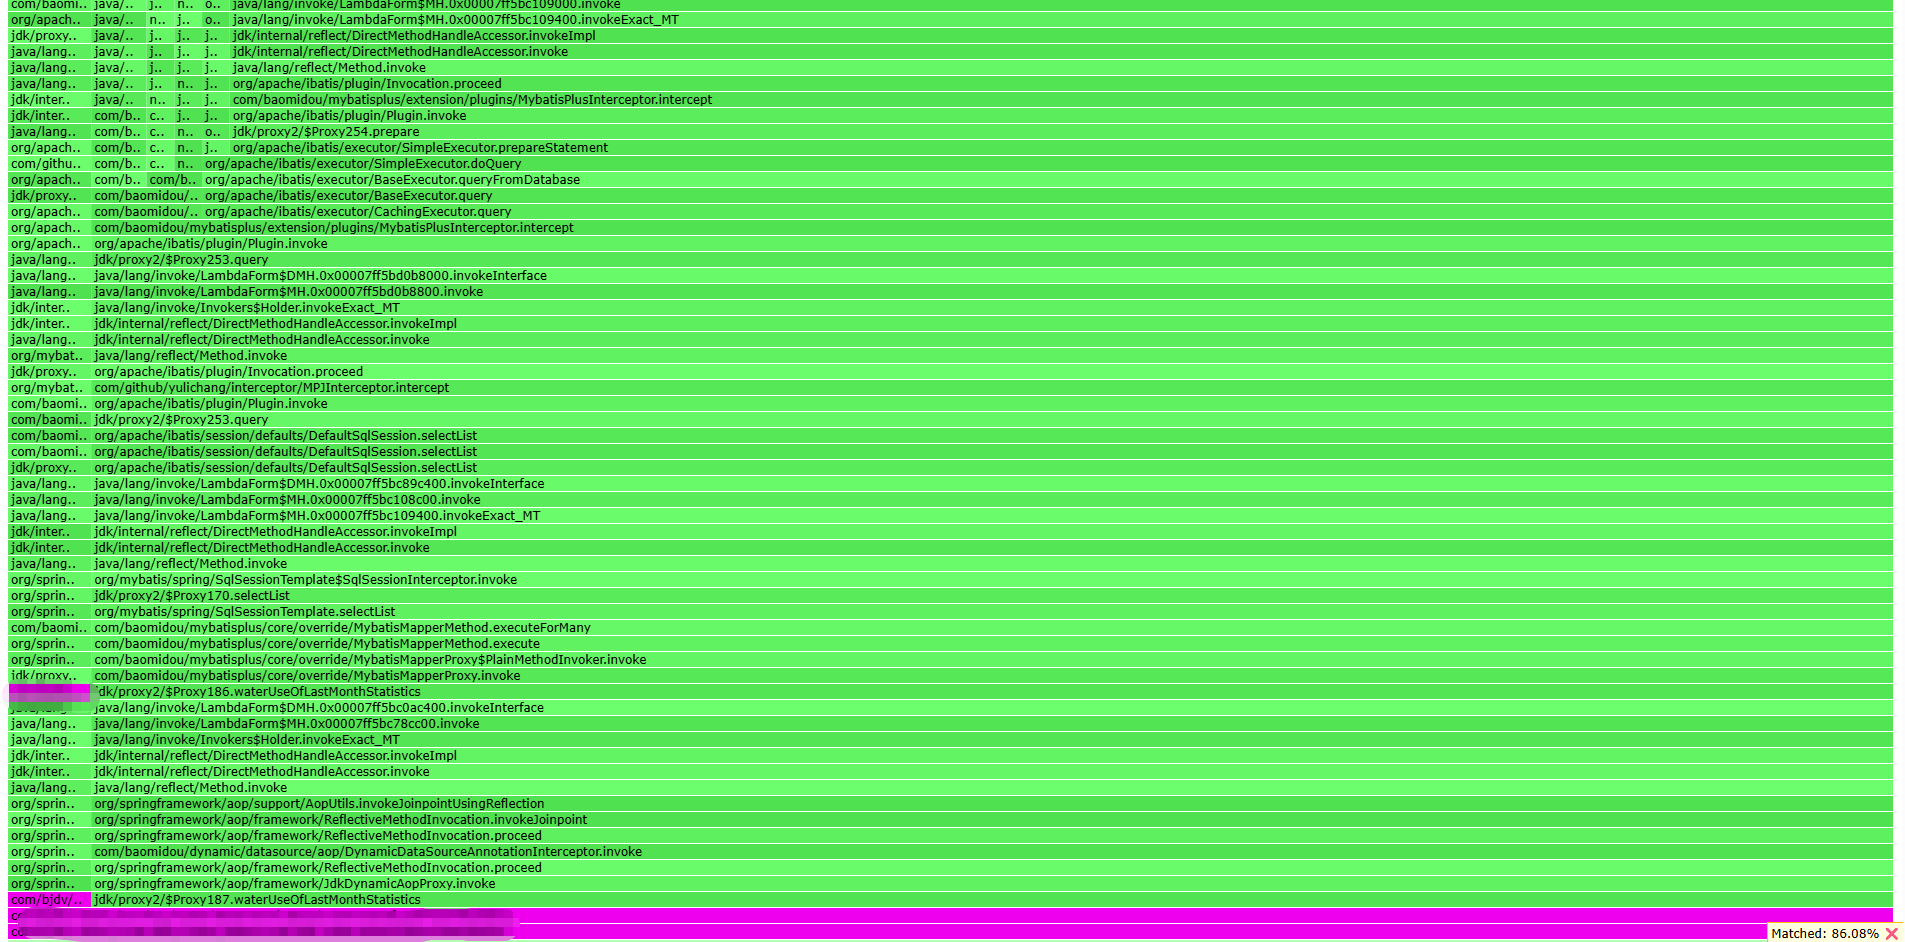 com/baomi.. java/.. j.. n.. o.. java/lang/invoke/LambdaForm$MH.0x00007ff5bc109000.invoke
org/apach.. java/.. n.. j.. o.. java/lang/invoke/LambdaForm$MH.0x00007ff5bc109400.invokeExact_MT
jdk/proxy.. java/.. j.. j.. j.. jdk/internal/reflect/DirectMethodHandleAccessor.invokeImpl
java/lang.. java/.. j.. j.. j.. jdk/internal/reflect/DirectMethodHandleAccessor.invoke
java/lang.. java/.. j.. j.. j.. java/lang/reflect/Method.invoke
java/lang.. java/.. j.. n.. j.. org/apache/ibatis/plugin/Invocation.proceed
jdk/inter.. java/.. n.. j.. j.. com/baomidou/mybatisplus/extension/plugins/MybatisPlusInterceptor.intercept
jdk/inter.. com/b.. c.. j.. j.. org/apache/ibatis/plugin/Plugin.invoke
java/lang.. com/b.. c.. n.. o.. jdk/proxy2/$Proxy254.prepare
org/apach.. com/b.. c.. n.. j.. org/apache/ibatis/executor/SimpleExecutor.prepareStatement
com/githu.. com/b.. c.. n.. org/apache/ibatis/executor/SimpleExecutor.doQuery
org/apach.. com/b.. com/b.. org/apache/ibatis/executor/BaseExecutor.queryFromDatabase
jdk/proxy.. com/baomidou/.. org/apache/ibatis/executor/BaseExecutor.query
org/apach.. com/baomidou/.. org/apache/ibatis/executor/CachingExecutor.query
org/apach.. com/baomidou/mybatisplus/extension/plugins/MybatisPlusInterceptor.intercept
org/apach.. org/apache/ibatis/plugin/Plugin.invoke
java/lang.. jdk/proxy2/$Proxy253.query
java/lang.. java/lang/invoke/LambdaForm$DMH.0x00007ff5bd0b8000.invokeInterface
java/lang.. java/lang/invoke/LambdaForm$MH.0x00007ff5bd0b8800.invoke
jdk/inter.. java/lang/invoke/Invokers$Holder.invokeExact_MT
jdk/inter.. jdk/internal/reflect/DirectMethodHandleAccessor.invokeImpl
java/lang.. jdk/internal/reflect/DirectMethodHandleAccessor.invoke
org/mybat.. java/lang/reflect/Method.invoke
jdk/proxy.. org/apache/ibatis/plugin/Invocation.proceed
org/mybat.. com/github/yulichang/interceptor/MPJInterceptor.intercept
com/baomi.. org/apache/ibatis/plugin/Plugin.invoke
com/baomi.. jdk/proxy2/$Proxy253.query
com/baomi.. org/apache/ibatis/session/defaults/DefaultSqlSession.selectList
com/baomi.. org/apache/ibatis/session/defaults/DefaultSqlSession.selectList
jdk/proxy.. org/apache/ibatis/session/defaults/DefaultSqlSession.selectList
java/lang.. java/lang/invoke/LambdaForm$DMH.0x00007ff5bc89c400.invokeInterface
java/lang.. java/lang/invoke/LambdaForm$MH.0x00007ff5bc108c00.invoke
java/lang.. java/lang/invoke/LambdaForm$MH.0x00007ff5bc109400.invokeExact_MT
jdk/inter.. jdk/internal/reflect/DirectMethodHandleAccessor.invokeImpl
jdk/inter.. jdk/internal/reflect/DirectMethodHandleAccessor.invoke
java/lang.. java/lang/reflect/Method.invoke
org/sprin.. org/mybatis/spring/SqlSessionTemplate$SqlSessionInterceptor.invoke
org/sprin.. jdk/proxy2/$Proxy170.selectList
org/sprin.. org/mybatis/spring/SqlSessionTemplate.selectList
com/baomi.. com/baomidou/mybatisplus/core/override/MybatisMapperMethod.executeForMany
org/sprin.. com/baomidou/mybatisplus/core/override/MybatisMapperMethod.execute
org/sprin.. com/baomidou/mybatisplus/core/override/MybatisMapperProxy$PlainMethodInvoker.invoke
jdk/proxy.. com/baomidou/mybatisplus/core/override/MybatisMapperProxy.invoke
jdk/proxy2/$Proxy186.waterUseOfLastMonthStatistics
java/lang/invoke/LambdaForm$DMH.0x00007ff5bc0ac400.invokeInterface
java/lang.. java/lang/invoke/LambdaForm$MH.0x00007ff5bc78cc00.invoke
java/lang.. java/lang/invoke/Invokers$Holder.invokeExact_MT
jdk/inter.. jdk/internal/reflect/DirectMethodHandleAccessor.invokeImpl
jdk/inter.. jdk/internal/reflect/DirectMethodHandleAccessor.invoke
java/lang.. java/lang/reflect/Method.invoke
org/sprin.. org/springframework/aop/support/AopUtils.invokeJoinpointUsingReflection
org/sprin.. org/springframework/aop/framework/ReflectiveMethodInvocation.invokeJoinpoint
org/sprin.. org/springframework/aop/framework/ReflectiveMethodInvocation.proceed
org/sprin.. com/baomidou/dynamic/datasource/aop/DynamicDataSourceAnnotationInterceptor.invoke
org/sprin.. org/springframework/aop/framework/ReflectiveMethodInvocation.proceed
org/sprin.. org/springframework/aop/framework/JdkDynamicAopProxy.invoke
com/bjdv/.. jdk/proxy2/$Proxy187.waterUseOfLastMonthStatistics
Matched: 86.08%